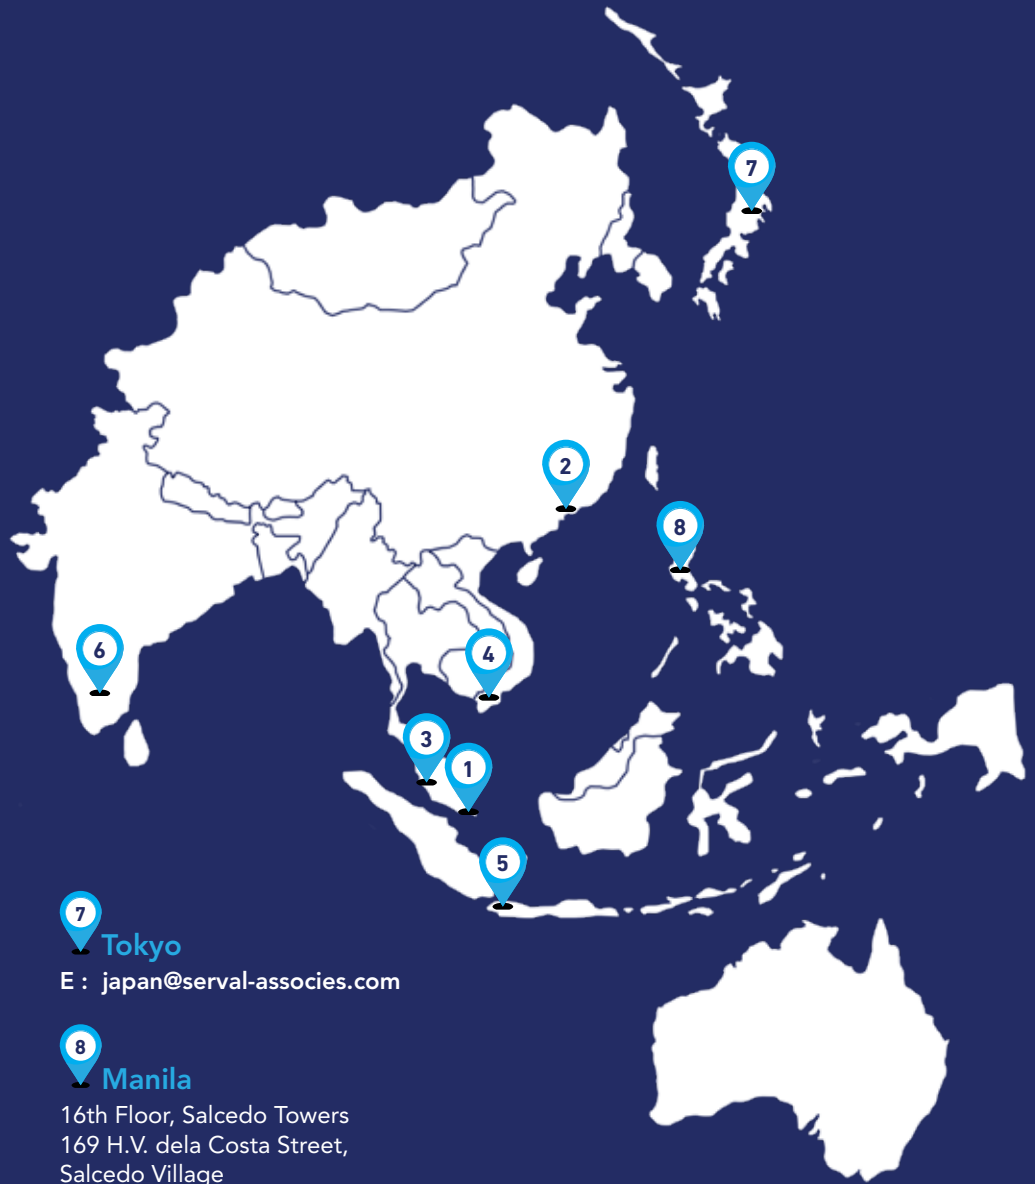 7
2
8
6
4
3
1
5
7
Tokyo
E : japan@serval-associes.com
8
Manila
16th Floor, Salcedo Towers
169 H.V. dela Costa Street,
Salcedo Village